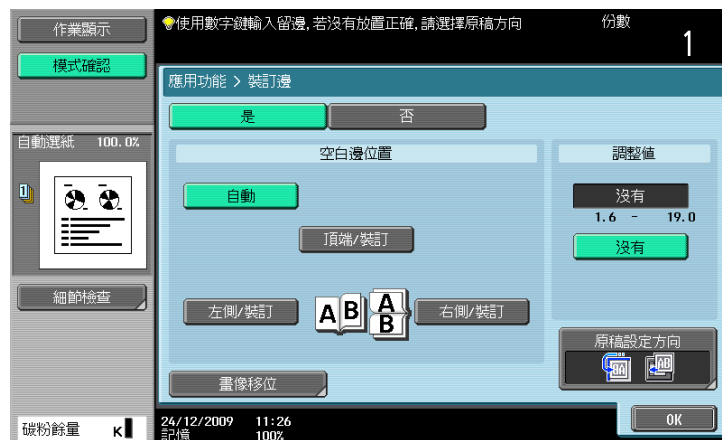 作業顯示
使用數字鍵輸入留邊,若沒有放置正確,請選擇原稿方向
份數
1
模式確認
應用功能 > 裝訂邊
是
否
自動選紙 100.0%
空白邊位置
調整值
自動
沒有
1.6 - 19.0
頂端/裝訂
沒有
細節檢查
左側/裝訂
A B
A
B
右側/裝訂
原稿設定方向
AB
畫像移位
碳粉餘量 K
24/12/2009 11:26
記憶 100%
OK